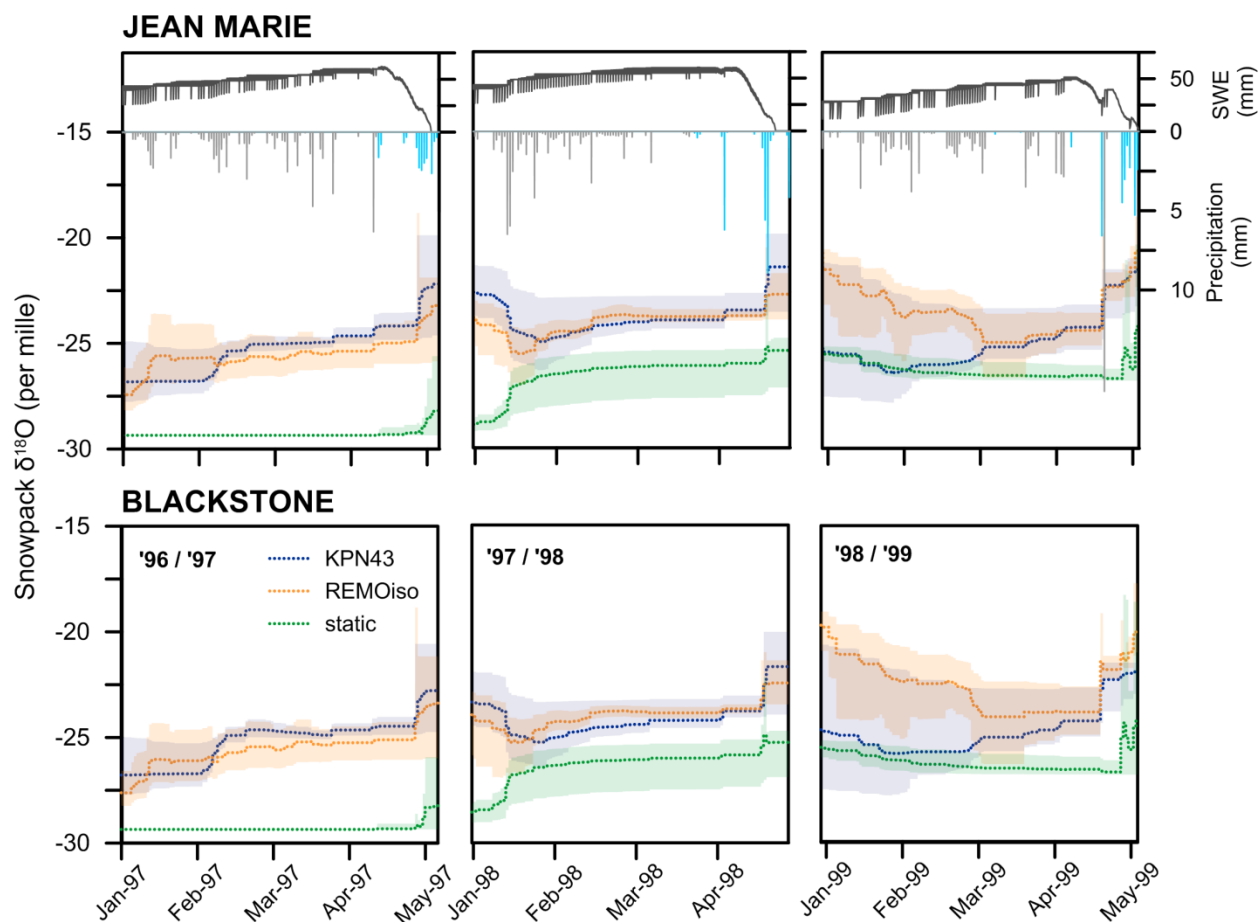 JEAN MARIE
50
0
SWE
(mm)
-15
-20
-25
-30
5
10
Precipitation
(mm)
Snowpack δ¹⁸O (per mille)
BLACKSTONE
-15
-20
-25
-30
'96 / '97
KPN43
REMOiso
static
'97 / '98
'98 / '99
Jan-97
Feb-97
Mar-97
Apr-97
May-97
Jan-98
Feb-98
Mar-98
Apr-98
Jan-99
Feb-99
Mar-99
Apr-99
May-99